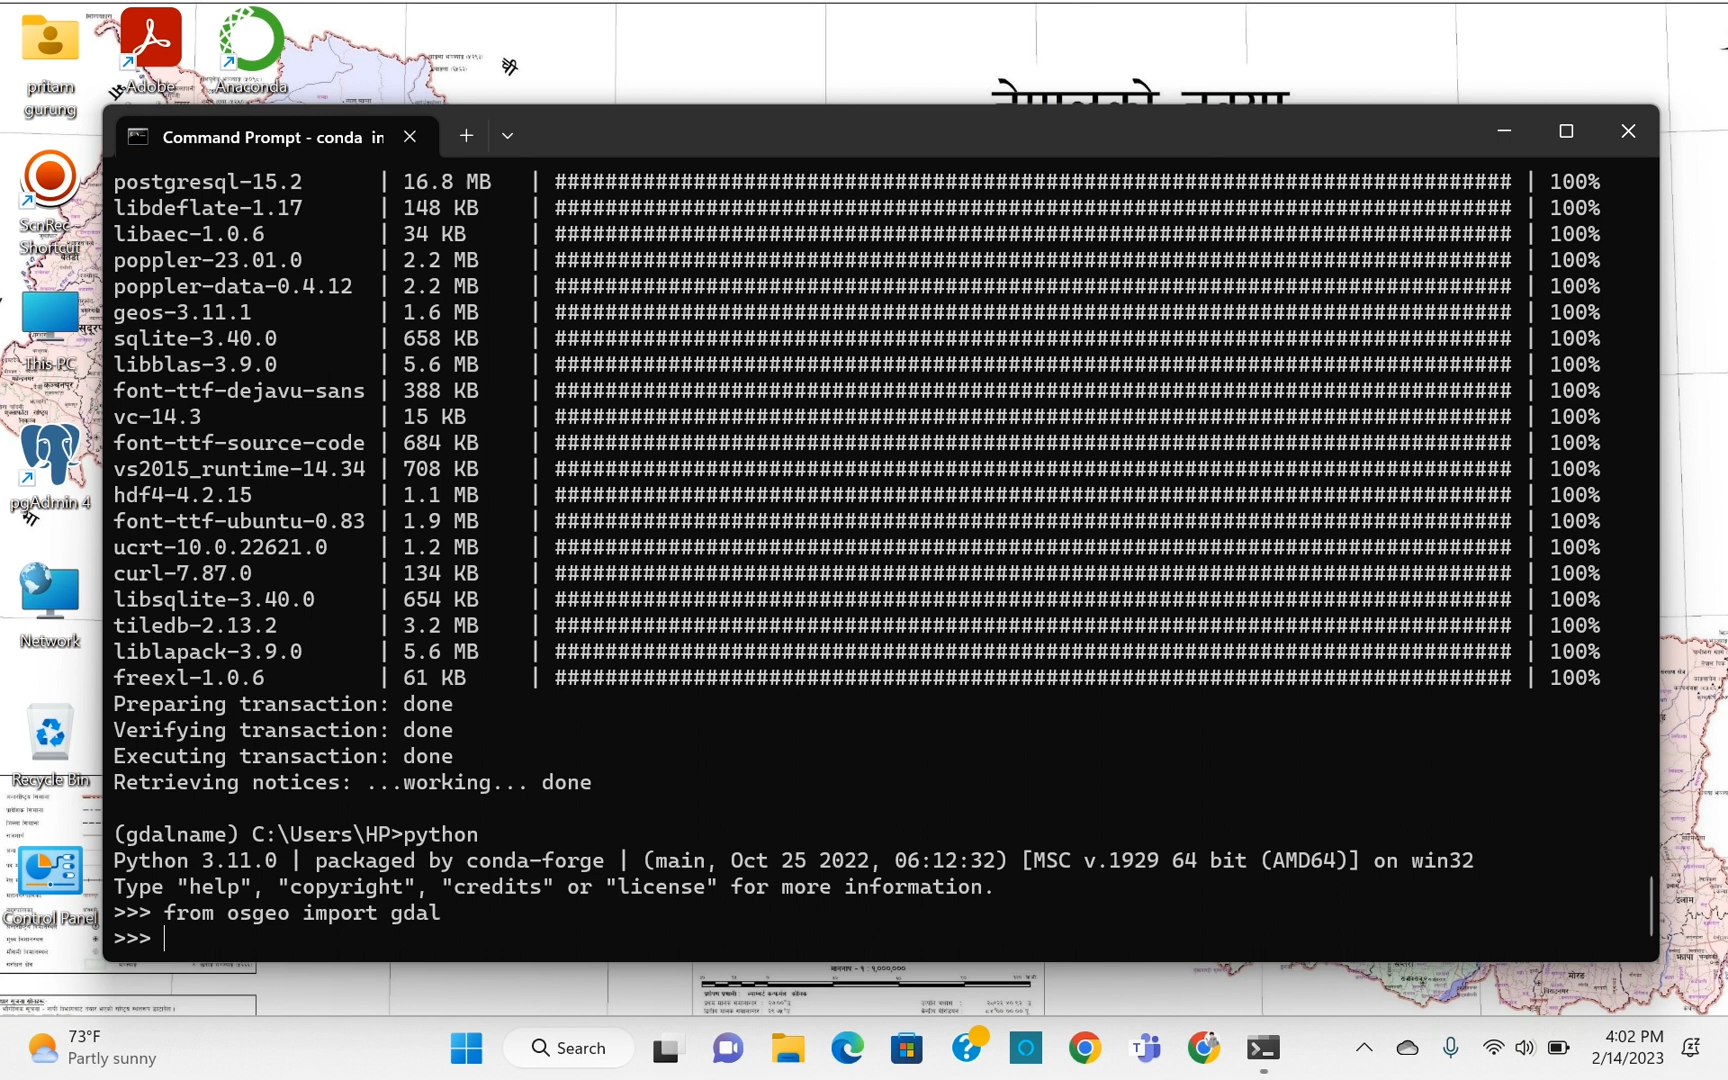 pritam
gurung
Adobe
Anaconda
ScnRec -
Shortcut
This PC
pgAdmin 4
Network
Recycle Bin
Control Panel
नेपालको नक्सा
Command Prompt - conda in
postgresql-15.2 | 16.8 MB | ############################################################################ | 100%
libdeflate-1.17 | 148 KB | ############################################################################ | 100%
libaec-1.0.6 | 34 KB | ############################################################################ | 100%
poppler-23.01.0 | 2.2 MB | ############################################################################ | 100%
poppler-data-0.4.12 | 2.2 MB | ############################################################################ | 100%
geos-3.11.1 | 1.6 MB | ############################################################################ | 100%
sqlite-3.40.0 | 658 KB | ############################################################################ | 100%
libblas-3.9.0 | 5.6 MB | ############################################################################ | 100%
font-ttf-dejavu-sans | 388 KB | ############################################################################ | 100%
vc-14.3 | 15 KB | ############################################################################ | 100%
font-ttf-source-code | 684 KB | ############################################################################ | 100%
vs2015_runtime-14.34 | 708 KB | ############################################################################ | 100%
hdf4-4.2.15 | 1.1 MB | ############################################################################ | 100%
font-ttf-ubuntu-0.83 | 1.9 MB | ############################################################################ | 100%
ucrt-10.0.22621.0 | 1.2 MB | ############################################################################ | 100%
curl-7.87.0 | 134 KB | ############################################################################ | 100%
libsqlite-3.40.0 | 654 KB | ############################################################################ | 100%
tiledb-2.13.2 | 3.2 MB | ############################################################################ | 100%
liblapack-3.9.0 | 5.6 MB | ############################################################################ | 100%
freexl-1.0.6 | 61 KB | ############################################################################ | 100%
Preparing transaction: done
Verifying transaction: done
Executing transaction: done
Retrieving notices: ...working... done
(gdalname) C:\Users\HP>python
Python 3.11.0 | packaged by conda-forge | (main, Oct 25 2022, 06:12:32) [MSC v.1929 64 bit (AMD64)] on win32
Type "help", "copyright", "credits" or "license" for more information.
>>> from osgeo import gdal
>>>
73°F
Partly sunny
Search
4:02 PM
2/14/2023